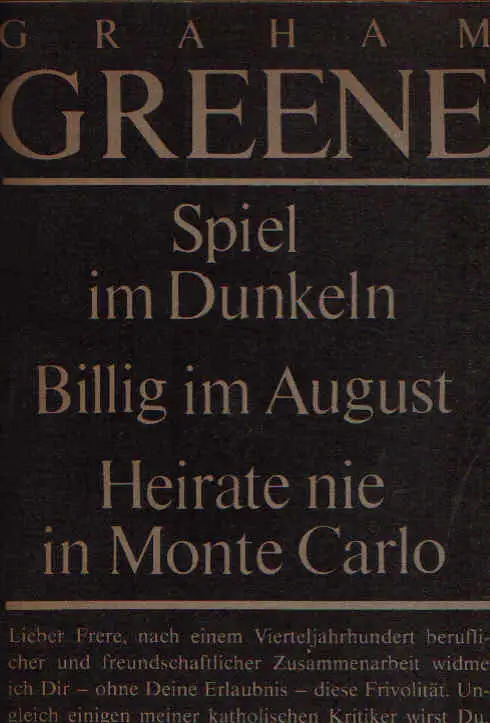 GRAHAM
GREENE
Spiel
im Dunkeln
Billig im August
Heirate nie
in Monte Carlo
Lieber Frere, nach einem Vierteljahrhundert berufli-
cher und freundschaftlicher Zusammenarbeit widme
ich Dir – ohne Deine Erlaubnis – diese Frivolität. Un-
gleich einigen meiner katholischen Kritiker wirst Du,